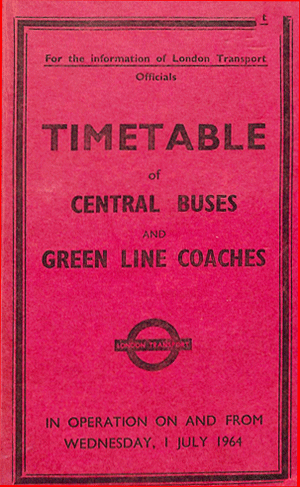 E
For the information of London Transport
Officials
TIMETABLE
of
CENTRAL BUSES
AND
GREEN LINE COACHES
LONDON TRANSPORT
IN OPERATION ON AND FROM
WEDNESDAY, 1 JULY 1964